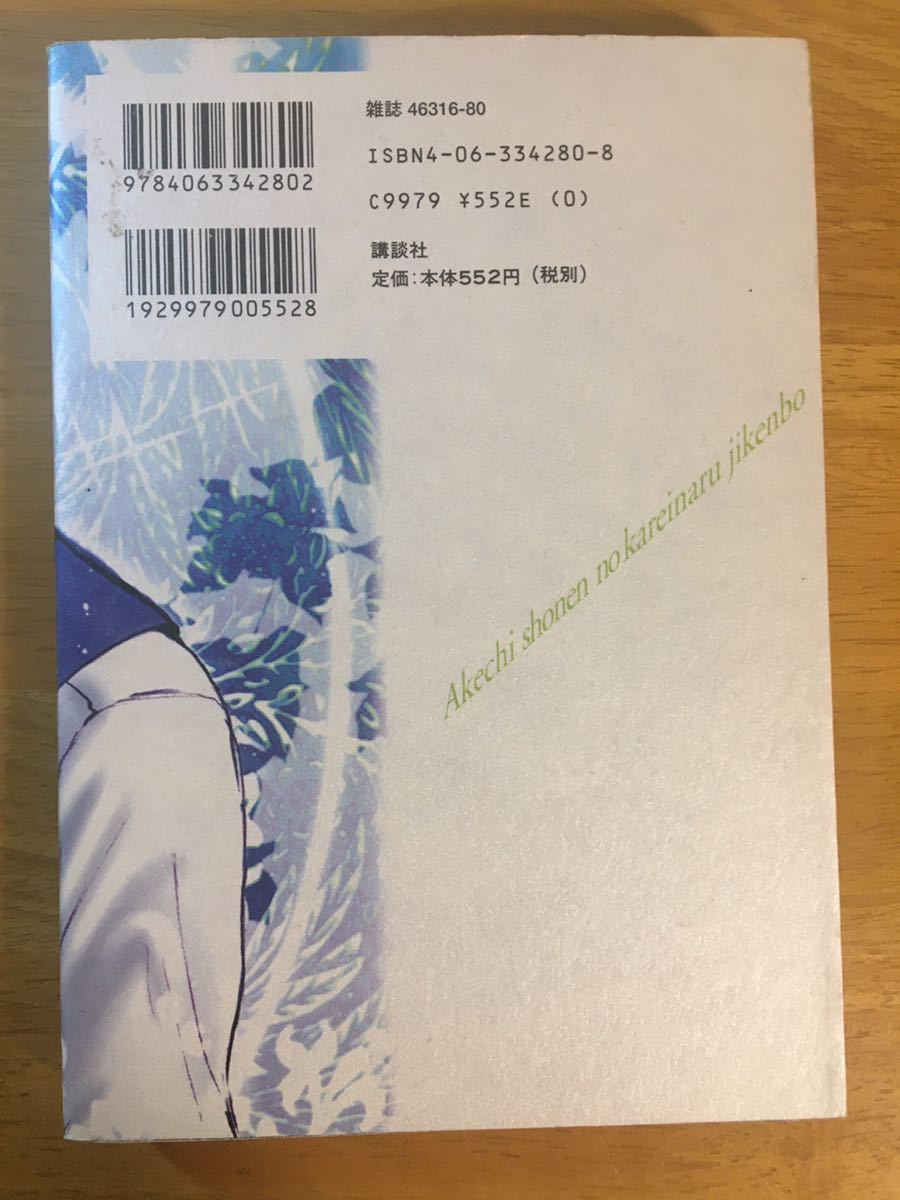 9784063342802
1929979005528
雑誌 46316-80
ISBN4-06-334280-8
C9979 ¥552E (0)
講談社
定価:本体552円(税別)
Akechi shonen no kareinaru jikenbo